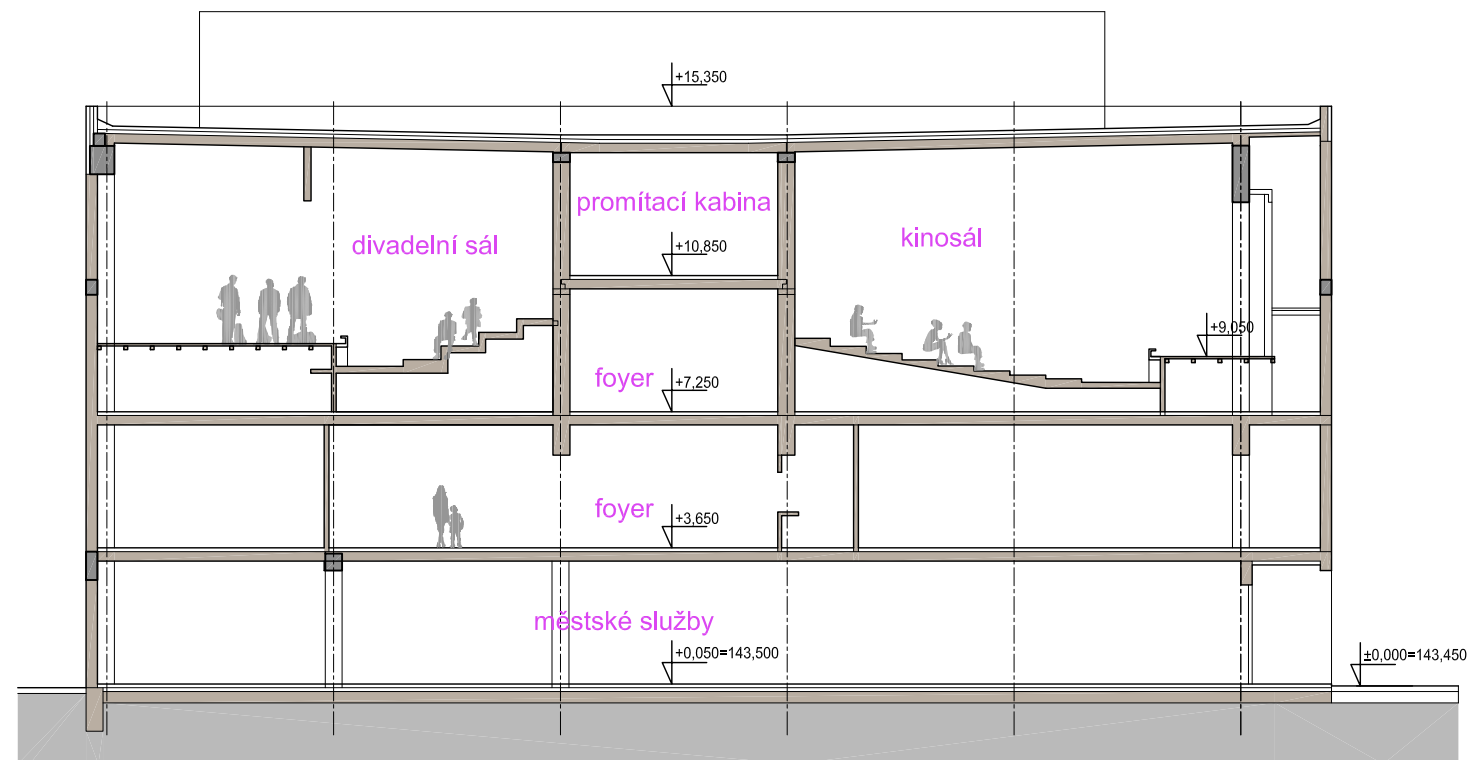 +15,350
promítací kabina
divadelní sál
kinosál
+10,850
+9,050
foyer
+7,250
foyer
+3,650
městské služby
+0,050=143,500
±0,000=143,450